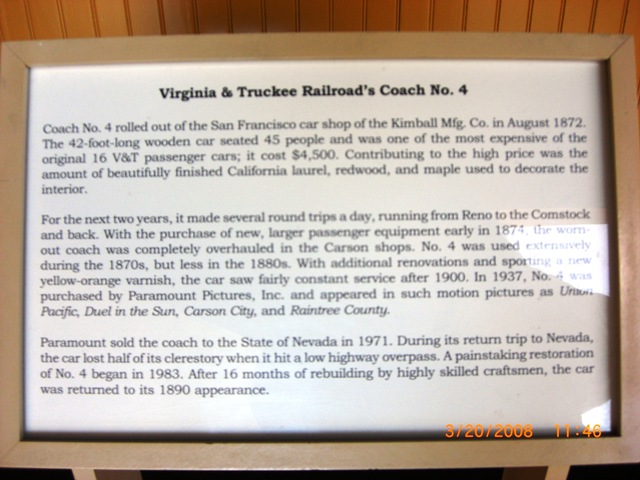 Virginia & Truckee Railroad's Coach No. 4
Coach No. 4 rolled out of the San Francisco car shop of the Kimball Mfg. Co. in August 1872.
The 42-foot-long wooden car seated 45 people and was one of the most expensive of the
original 16 V&T passenger cars; it cost $4,500. Contributing to the high price was the
amount of beautifully finished California laurel, redwood, and maple used to decorate the
interior.
For the next two years, it made several round trips a day, running from Reno to the Comstock
and back. With the purchase of new, larger passenger equipment early in 1874, the worn-
out coach was completely overhauled in the Carson shops. No. 4 was used extensively
during the 1870s, but less in the 1880s. With additional renovations and sporting a new
yellow-orange varnish, the car saw fairly constant service after 1900. In 1937, No. 4 was
purchased by Paramount Pictures, Inc. and appeared in such motion pictures as Union
Pacific, Duel in the Sun, Carson City, and Raintree County.
Paramount sold the coach to the State of Nevada in 1971. During its return trip to Nevada,
the car lost half of its clerestory when it hit a low highway overpass. A painstaking restoration
of No. 4 began in 1983. After 16 months of rebuilding by highly skilled craftsmen, the car
was returned to its 1890 appearance.
3/20/2008 11:46